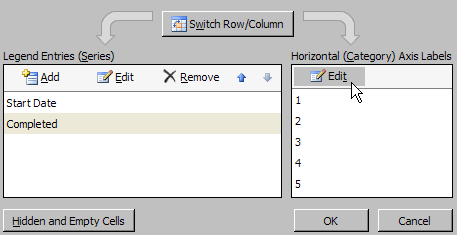 Switch Row/Column
Legend Entries (Series)
Horizontal (Category) Axis Labels
Add Edit Remove
Edit
Start Date
Completed
1
2
3
4
5
Hidden and Empty Cells
OK
Cancel